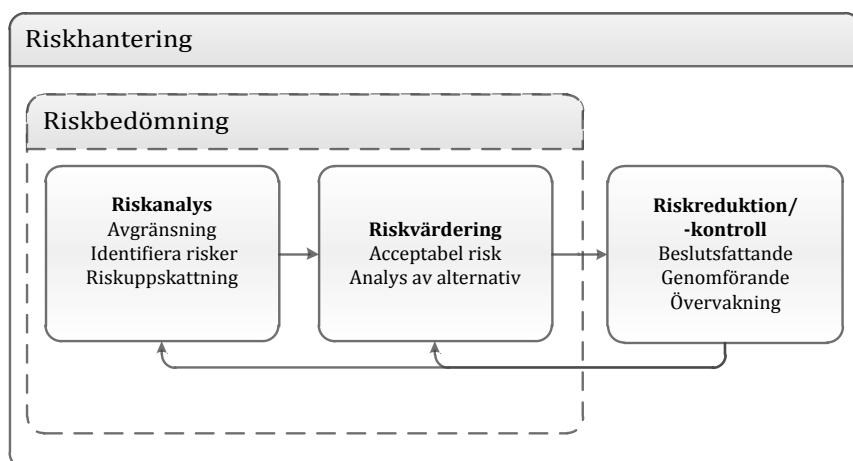 Riskhantering
Riskbedömning
Riskanalys
Avgränsning
Identifiera risker
Riskuppskattning
Riskvärdering
Acceptabel risk
Analys av alternativ
Riskreduktion/
-kontroll
Beslutsfattande
Genomförande
Övervakning